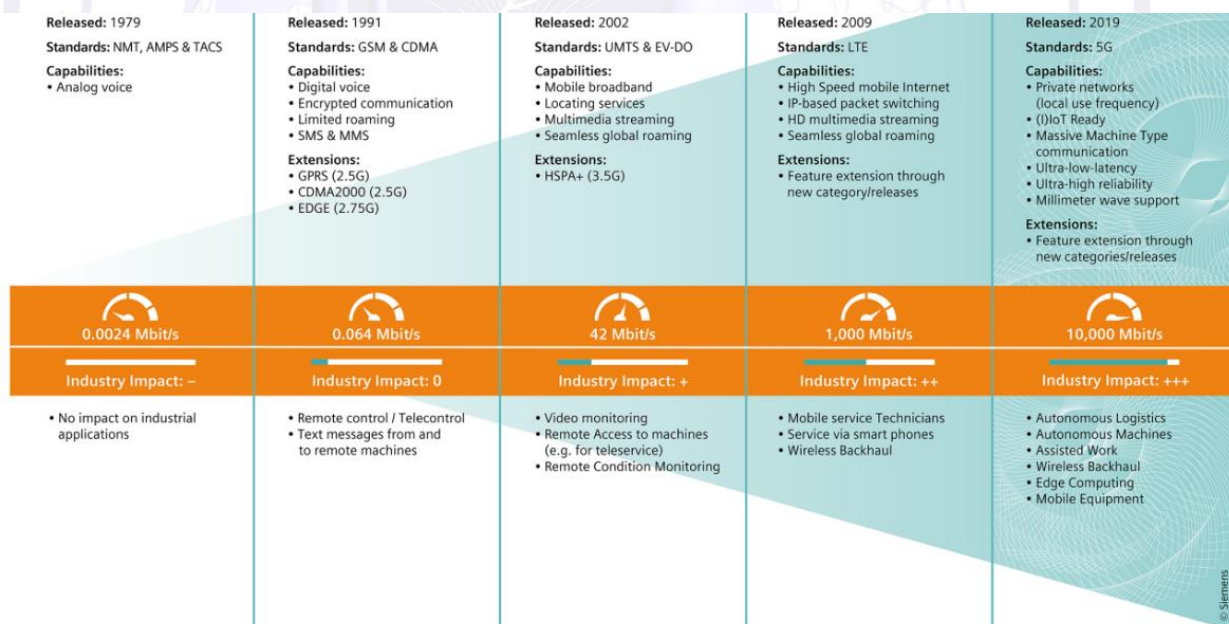 Released: 1979
Standards: NMT, AMPS & TACS
Capabilities:
• Analog voice
0.0024 Mbit/s
Industry Impact: –
• No impact on industrial
applications
Released: 1991
Standards: GSM & CDMA
Capabilities:
• Digital voice
• Encrypted communication
• Limited roaming
• SMS & MMS
Extensions:
• GPRS (2.5G)
• CDMA2000 (2.5G)
• EDGE (2.75G)
0.064 Mbit/s
Industry Impact: 0
• Remote control / Telecontrol
• Text messages from and
to remote machines
Released: 2002
Standards: UMTS & EV-DO
Capabilities:
• Mobile broadband
• Locating services
• Multimedia streaming
• Seamless global roaming
Extensions:
• HSPA+ (3.5G)
42 Mbit/s
Industry Impact: +
• Video monitoring
• Remote Access to machines
(e.g. for teleservice)
• Remote Condition Monitoring
Released: 2009
Standards: LTE
Capabilities:
• High Speed mobile Internet
• IP-based packet switching
• HD multimedia streaming
• Seamless global roaming
Extensions:
• Feature extension through
new category/releases
1,000 Mbit/s
Industry Impact: ++
• Mobile service Technicians
• Service via smart phones
• Wireless Backhaul
Released: 2019
Standards: 5G
Capabilities:
• Private networks
(local use frequency)
• (I)IoT Ready
• Massive Machine Type
communication
• Ultra-low-latency
• Ultra-high reliability
• Millimeter wave support
Extensions:
• Feature extension through
new categories/releases
10,000 Mbit/s
Industry Impact: +++
• Autonomous Logistics
• Autonomous Machines
• Assisted Work
• Wireless Backhaul
• Edge Computing
• Mobile Equipment
© Siemens